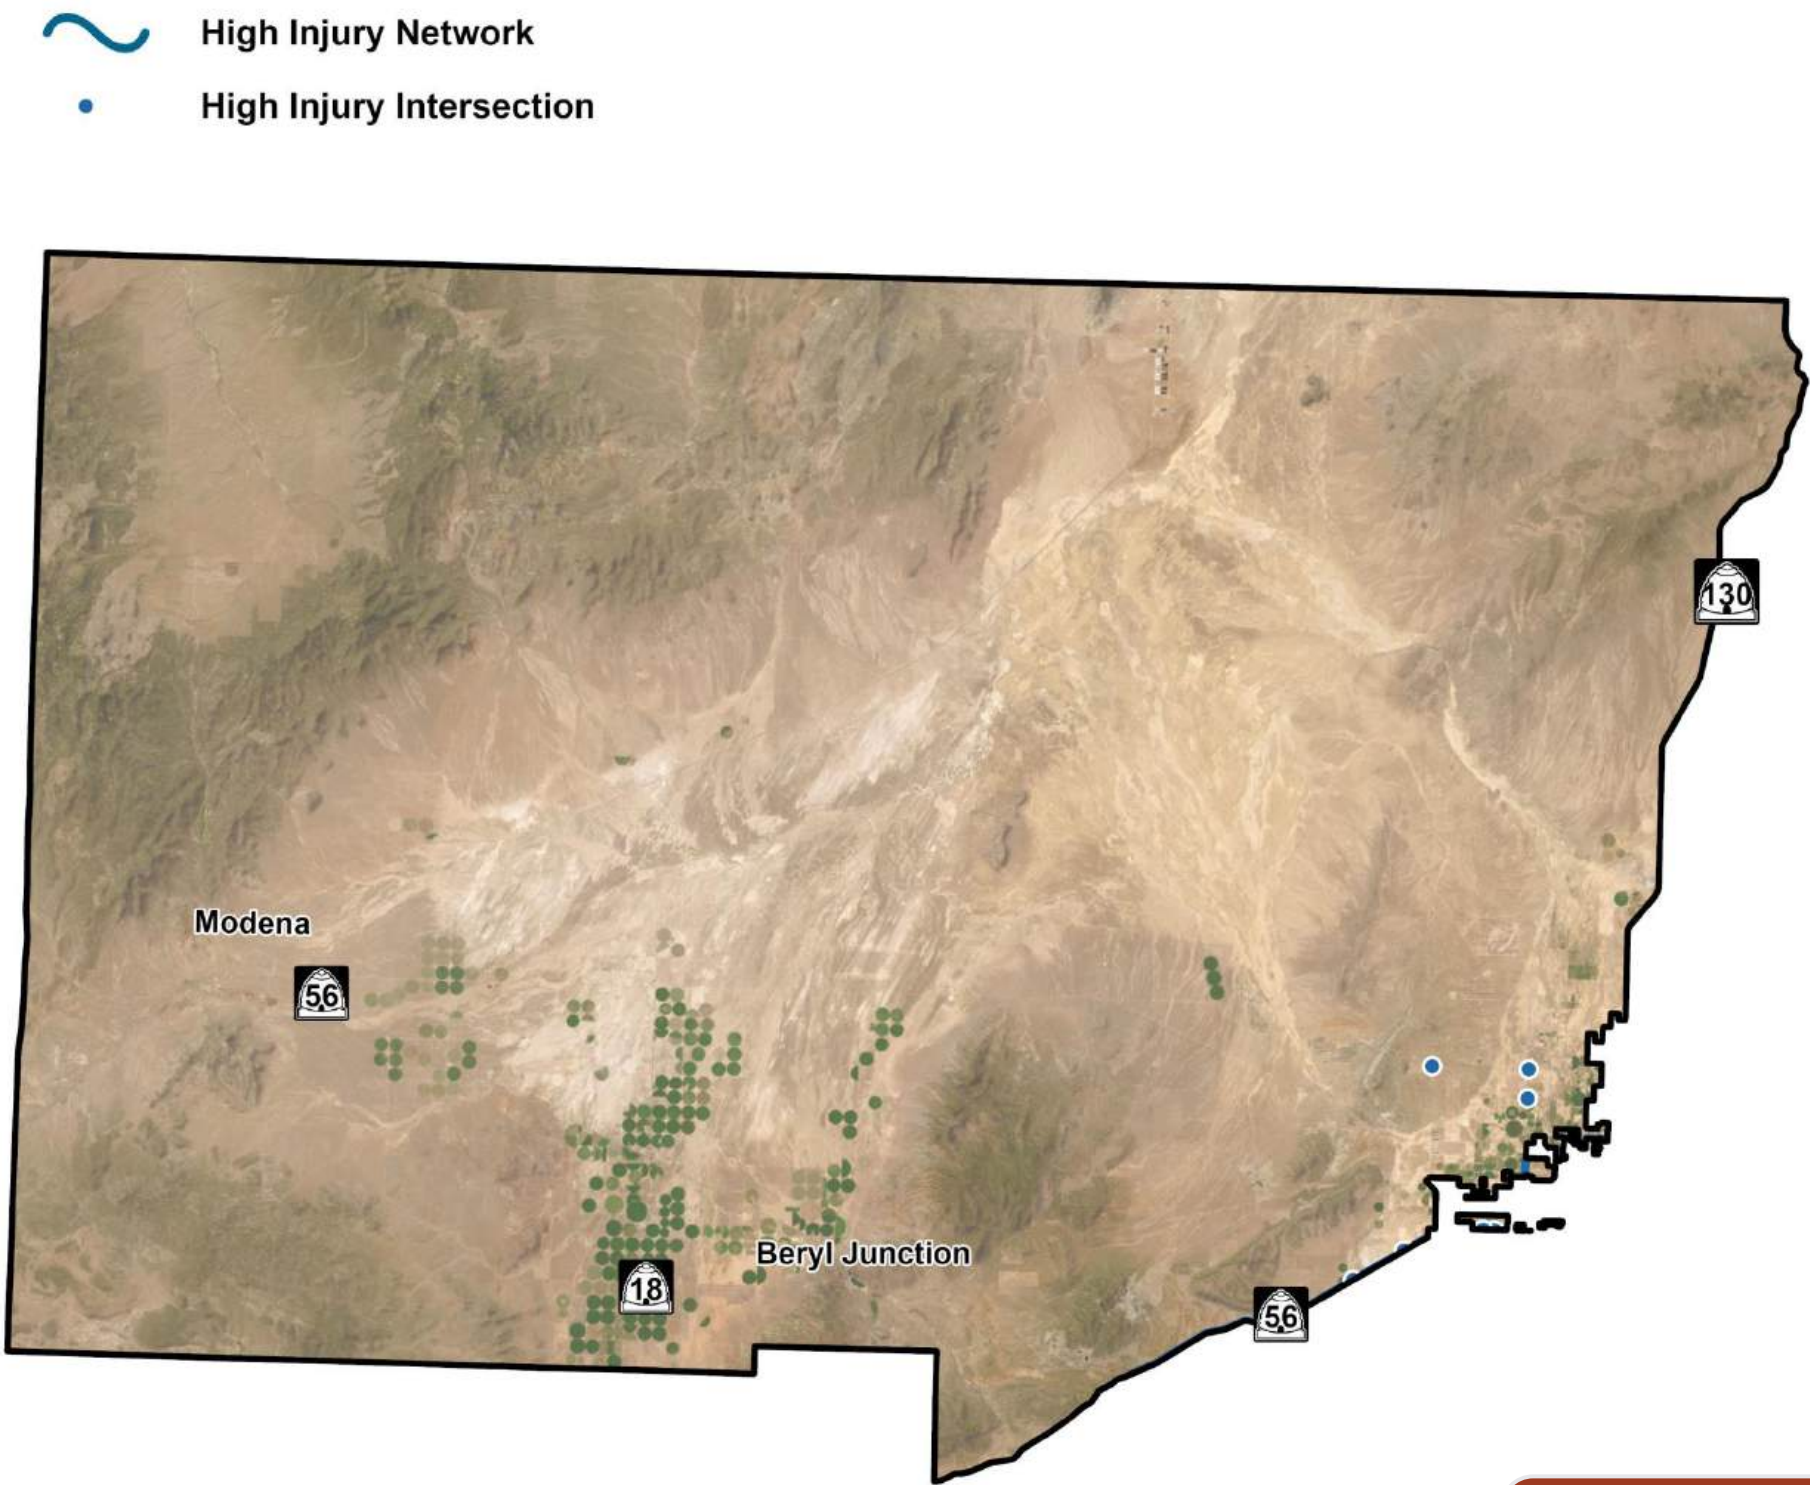 High Injury Network
High Injury Intersection
130
Modena
56
Beryl Junction
18
56